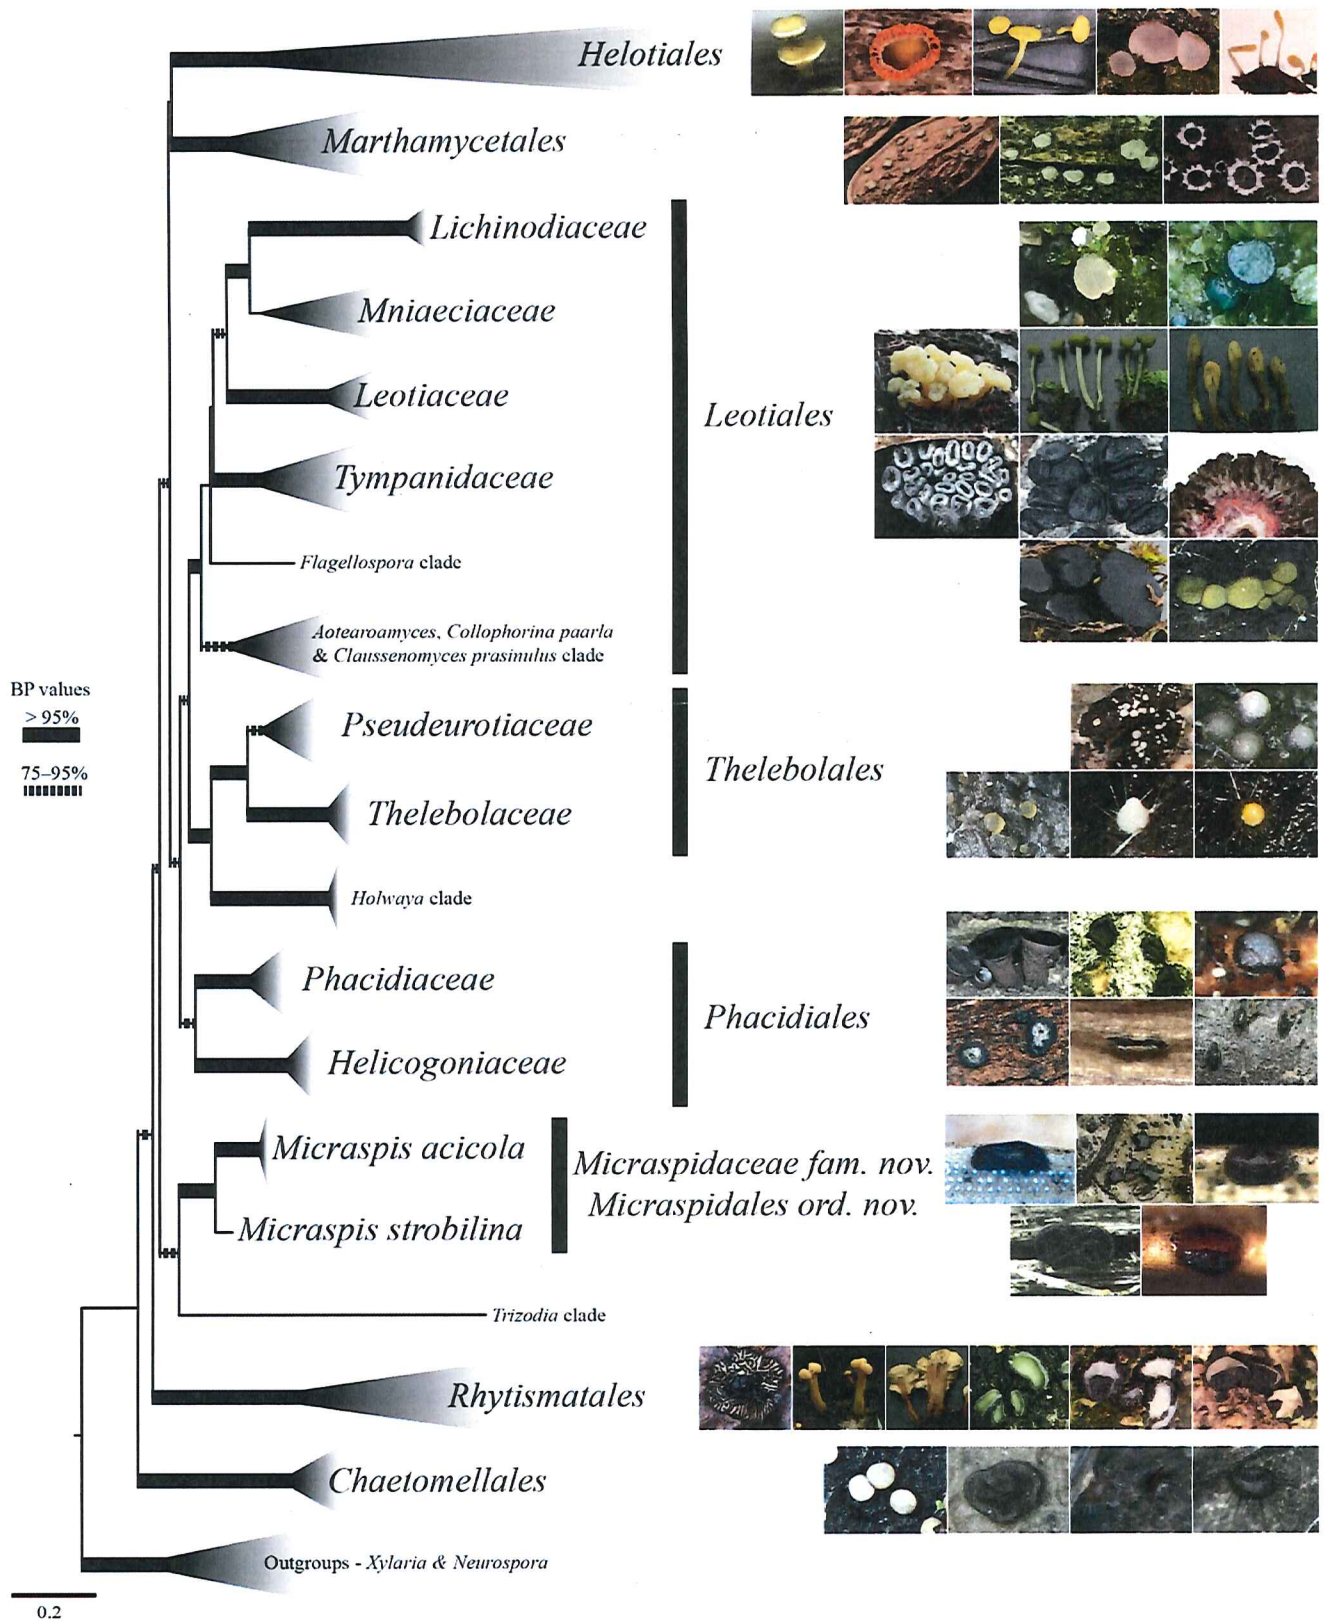 Helotiales
Marthamycetales
Lichinodiaceae
Mniaeciaceae
Leotiaceae
Leotiales
Tympanidaceae
Flagellospora clade
Aotearoamyces, Collophorina paarla
& Claussenomyces prasinulus clade
BP values
> 95%
75–95%
Pseudeurotiaceae
Thelebolales
Thelebolaceae
Holwaya clade
Phacidiaceae
Phacidiales
Helicogoniaceae
Micraspis acicola
Micraspidaceae fam. nov.
Micraspidales ord. nov.
Micraspis strobilina
Trizodia clade
Rhytismatales
Chaetomellales
Outgroups - Xylaria & Neurospora
0.2